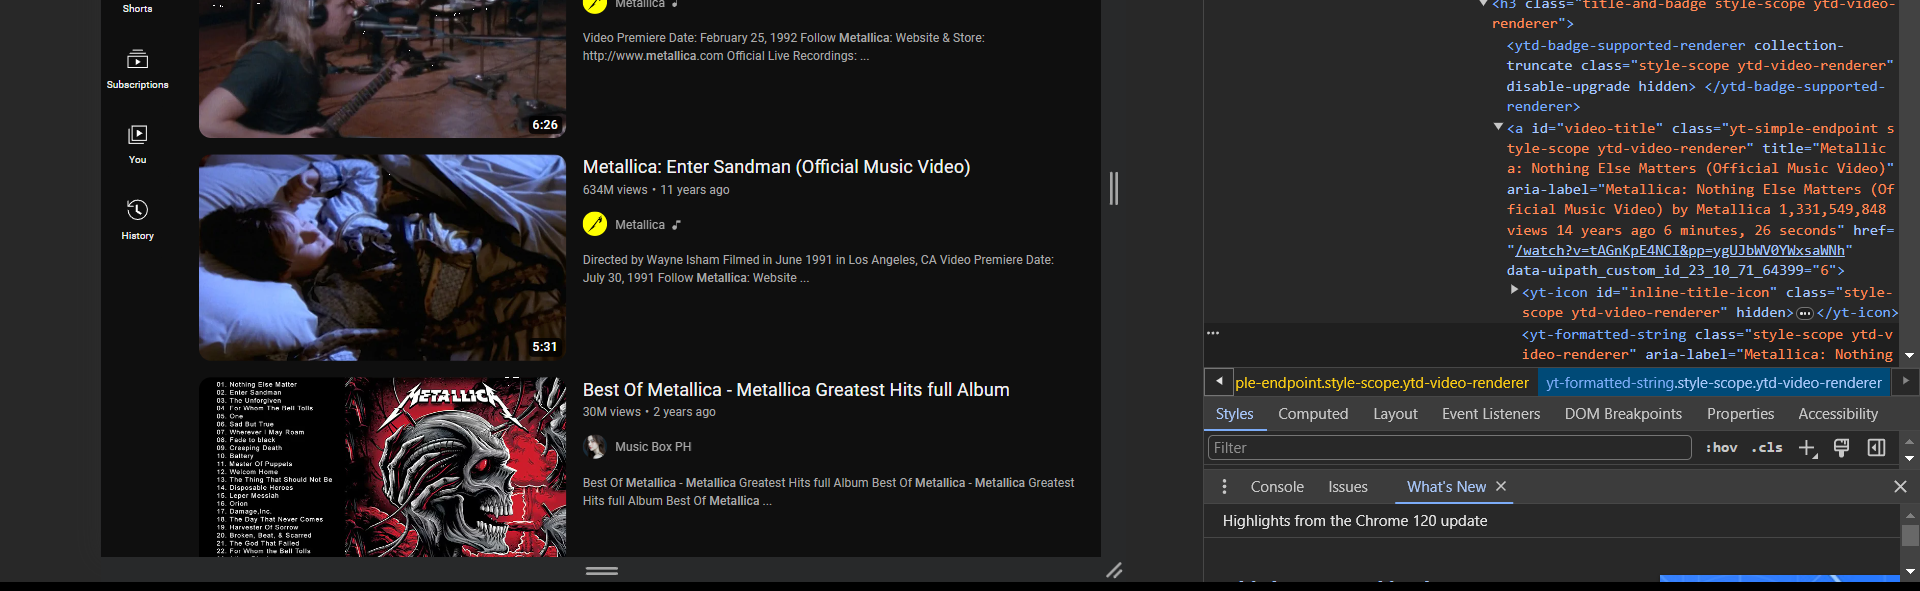 Shorts
Subscriptions
You
History
6:26
Metallica
Video Premiere Date: February 25, 1992 Follow Metallica: Website & Store:
http://www.metallica.com Official Live Recordings: ...
5:31
Metallica: Enter Sandman (Official Music Video)
634M views • 11 years ago
Metallica
Directed by Wayne Isham Filmed in June 1991 in Los Angeles, CA Video Premiere Date:
July 30, 1991 Follow Metallica: Website ...
01. Nothing Else Matter
02. Enter Sandman
03. The Unforgiven
04. For Whom The Bell Tolls
05. One
06. Sad But True
07. Wherever I May Roam
08. Fade to black
09. Creeping Death
10. Battery
11. Master Of Puppets
12. Welcom Home
13. The Thing That Should Not Be
14. Disposable Heroes
15. Leper Messiah
16. Orion
17. Damage,Inc.
18. The Day That Never Comes
19. Harvester Of Sorrow
20. Broken, Beat, & Scarred
21. The God That Failed
22. For Whom the Bell Tolls
METALLICA
Best Of Metallica - Metallica Greatest Hits full Album
30M views • 2 years ago
Music Box PH
Best Of Metallica - Metallica Greatest Hits full Album Best Of Metallica - Metallica Greatest
Hits full Album Best Of Metallica ...
<h3 class="title-and-badge style-scope ytd-video-
renderer">
<ytd-badge-supported-renderer collection-
truncate class="style-scope ytd-video-renderer"
disable-upgrade hidden> </ytd-badge-supported-
renderer>
<a id="video-title" class="yt-simple-endpoint s
tyle-scope ytd-video-renderer" title="Metallic
a: Nothing Else Matters (Official Music Video)"
aria-label="Metallica: Nothing Else Matters (Of
ficial Music Video) by Metallica 1,331,549,848
views 14 years ago 6 minutes, 26 seconds" href=
"/watch?v=tAGnKpE4NCI&pp=ygUJbWV0YWxsaWNh"
data-uipath_custom_id_23_10_71_64399="6">
<yt-icon id="inline-title-icon" class="style-
scope ytd-video-renderer" hidden>…</yt-icon>
<yt-formatted-string class="style-scope ytd-v
ideo-renderer" aria-label="Metallica: Nothing
ple-endpoint.style-scope.ytd-video-renderer yt-formatted-string.style-scope.ytd-video-renderer
Styles Computed Layout Event Listeners DOM Breakpoints Properties Accessibility
Filter :hov .cls
Console Issues What's New
Highlights from the Chrome 120 update